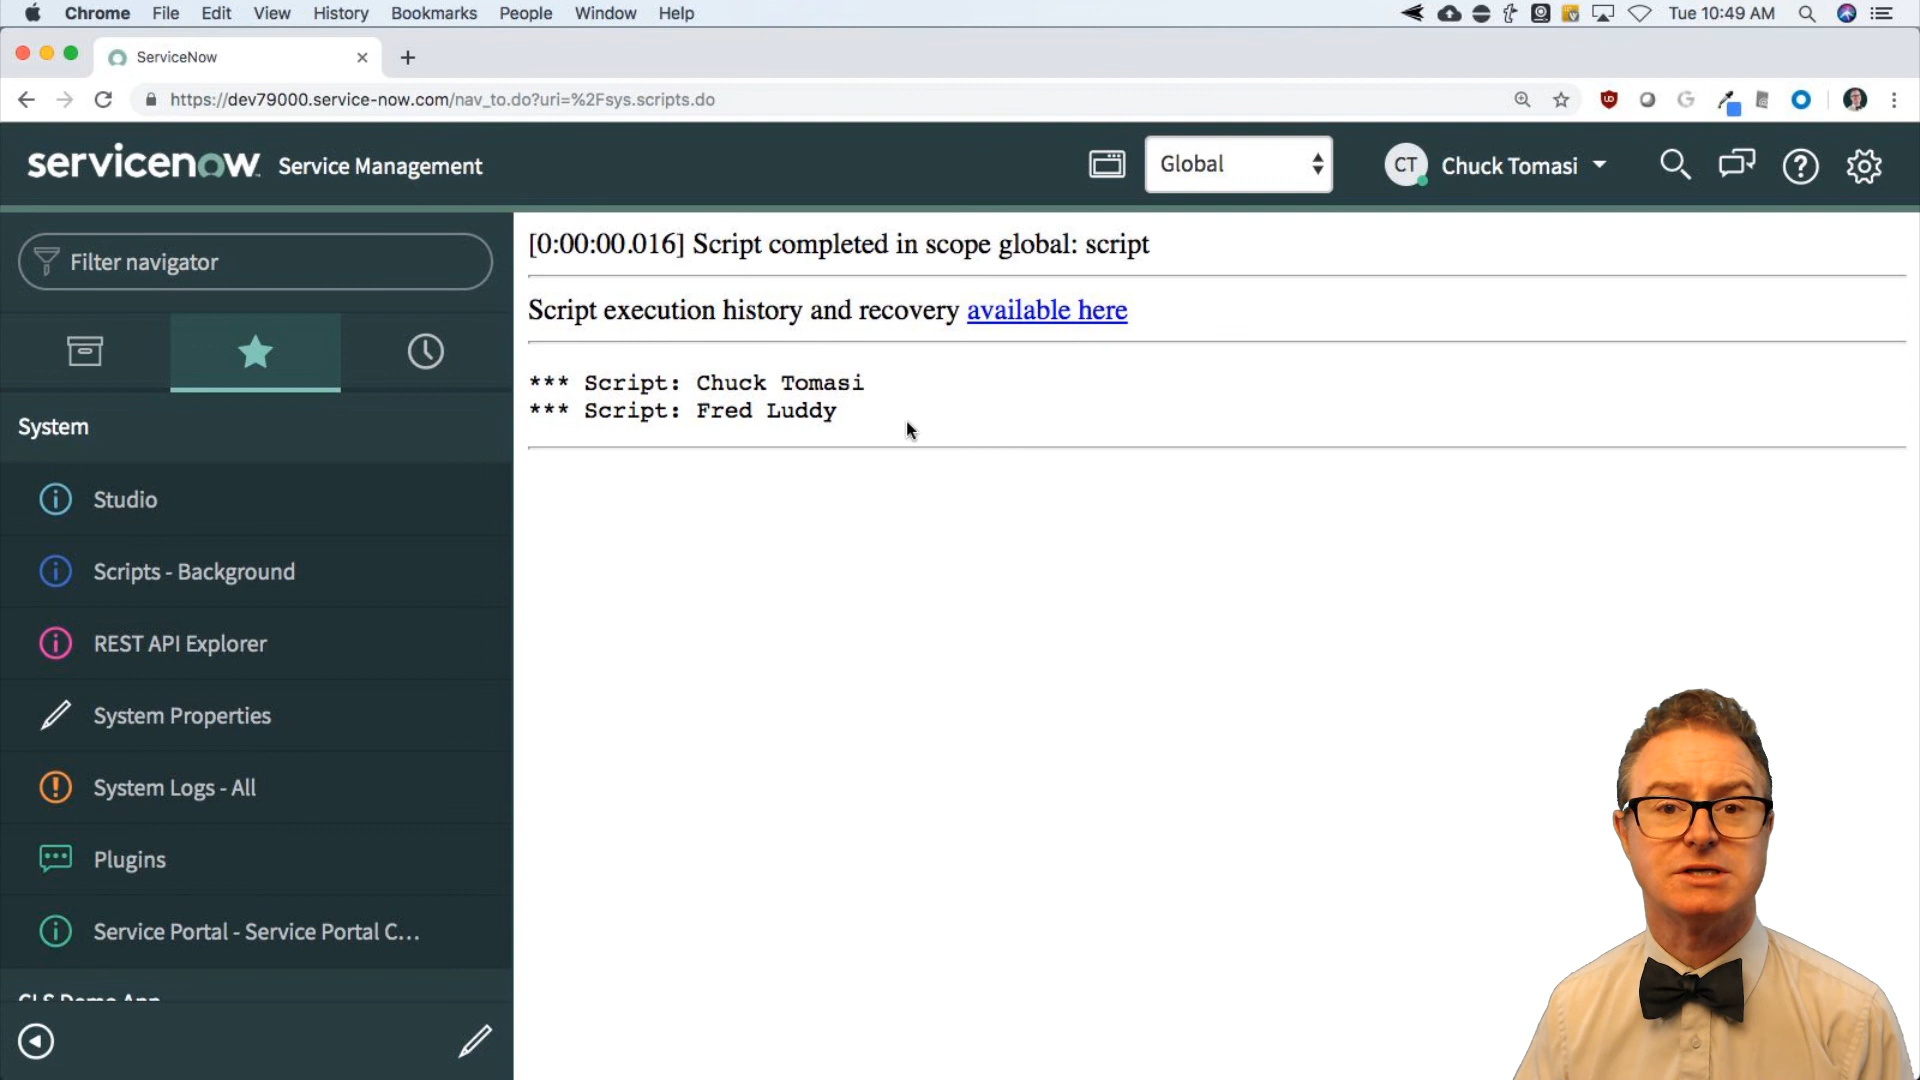 Chrome File Edit View History Bookmarks People Window Help Tue 10:49 AM
ServiceNow
https://dev79000.service-now.com/nav_to.do?uri=%2Fsys.scripts.do
servicenow Service Management Global CT Chuck Tomasi
Filter navigator
System
Studio
Scripts - Background
REST API Explorer
System Properties
System Logs - All
Plugins
Service Portal - Service Portal C...
[0:00:00.016] Script completed in scope global: script
Script execution history and recovery available here
*** Script: Chuck Tomasi
*** Script: Fred Luddy